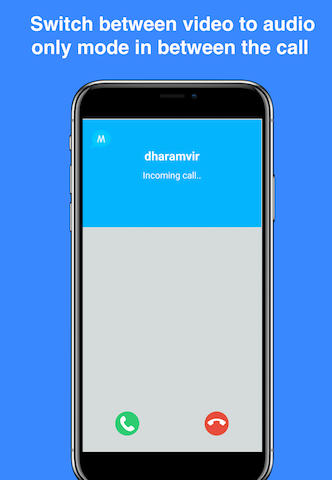 Switch between video to audio
only mode in between the call
M
dharamvir
Incoming call..